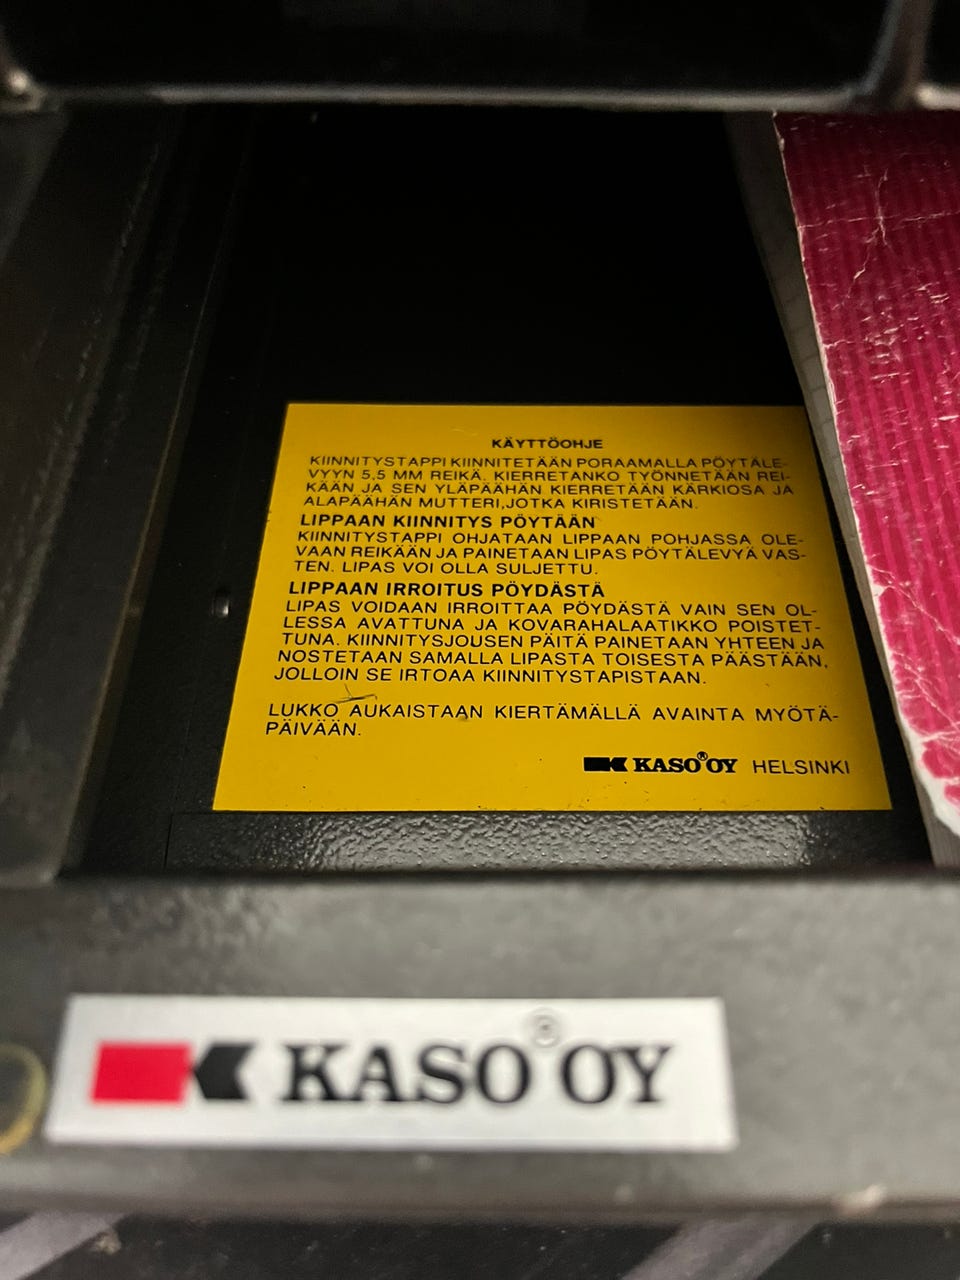 KÄYTTÖOHJE
KIINNITYSTAPPI KIINNITETÄÄN PORAAMALLA PÖYTÄLE-
VYYN 5,5 MM REIKÄ. KIERRETANKO TYÖNNETÄÄN REI-
KÄÄN JA SEN YLÄPÄÄHÄN KIERRETÄÄN KÄRKIOSA JA
ALAPÄÄHÄN MUTTERI,JOTKA KIRISTETÄÄN.
LIPPAAN KIINNITYS PÖYTÄÄN
KIINNITYSTAPPI OHJATAAN LIPPAAN POHJASSA OLE-
VAAN REIKÄÄN JA PAINETAAN LIPAS PÖYTÄLEVYÄ VAS-
TEN. LIPAS VOI OLLA SULJETTU.
LIPPAAN IRROITUS PÖYDÄSTÄ
LIPAS VOIDAAN IRROITTAA PÖYDÄSTÄ VAIN SEN OL-
LESSA AVATTUNA JA KOVARAHALAATIKKO POISTET-
TUNA. KIINNITYSJOUSEN PÄITÄ PAINETAAN YHTEEN JA
NOSTETAAN SAMALLA LIPASTA TOISESTA PÄÄSTÄÄN,
JOLLOIN SE IRTOAA KIINNITYSTAPISTAAN.
LUKKO AUKAISTAAN KIERTÄMÄLLÄ AVAINTA MYÖTÄ-
PÄIVÄÄN.
KASO® OY HELSINKI
KASO® OY